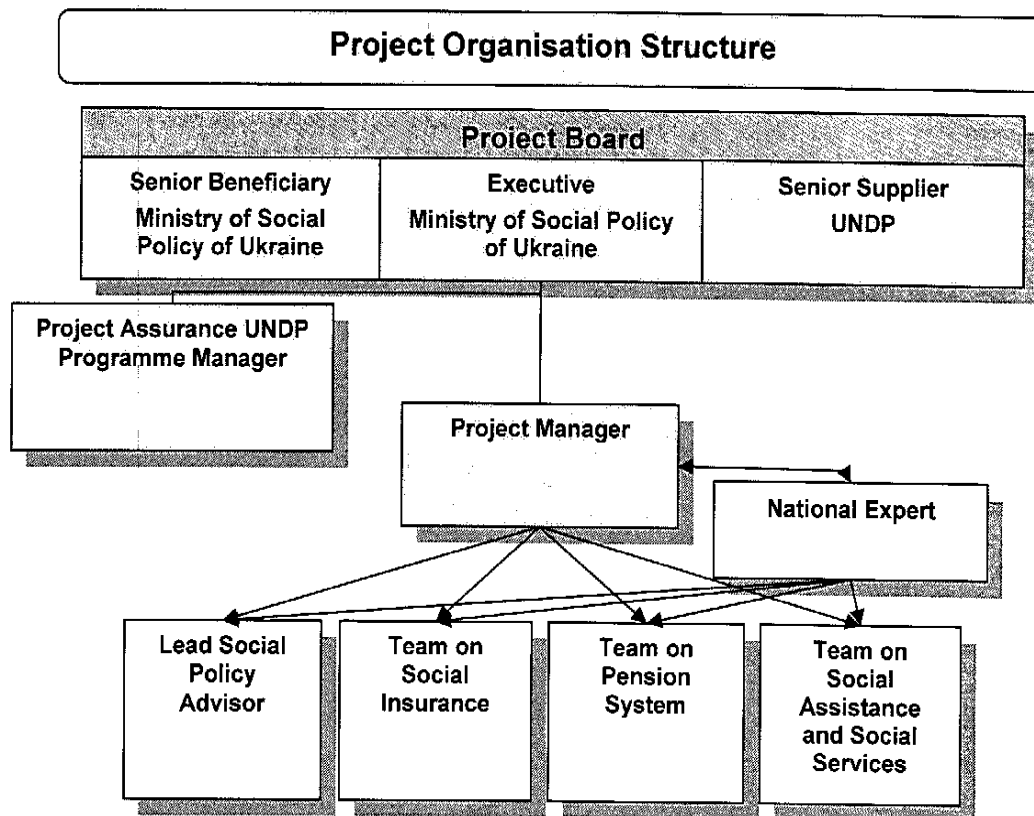 Project Organisation Structure
Project Board
Senior Beneficiary
Ministry of Social
Policy of Ukraine
Executive
Ministry of Social Policy
of Ukraine
Senior Supplier
UNDP
Project Assurance UNDP
Programme Manager
Project Manager
National Expert
Lead Social
Policy
Advisor
Team on
Social
Insurance
Team on
Pension
System
Team on
Social
Assistance
and Social
Services